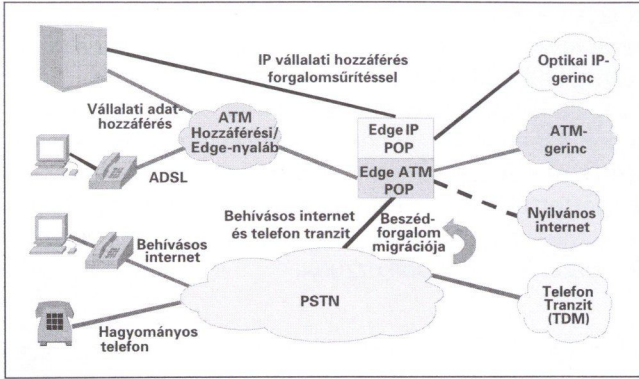 IP vállalati hozzáférés
forgalomsűrítéssel
Optikai IP-
gerinc
Vállalati adat-
hozzáférés
ATM
Hozzáférési/
Edge-nyaláb
Edge IP
POP
ATM-
gerinc
ADSL
Edge ATM
POP
Behívásos internet
és telefon tranzit
Beszéd-
forgalom
migrációja
Nyilvános
internet
Behívásos
internet
PSTN
Telefon
Tranzit
(TDM)
Hagyományos
telefon